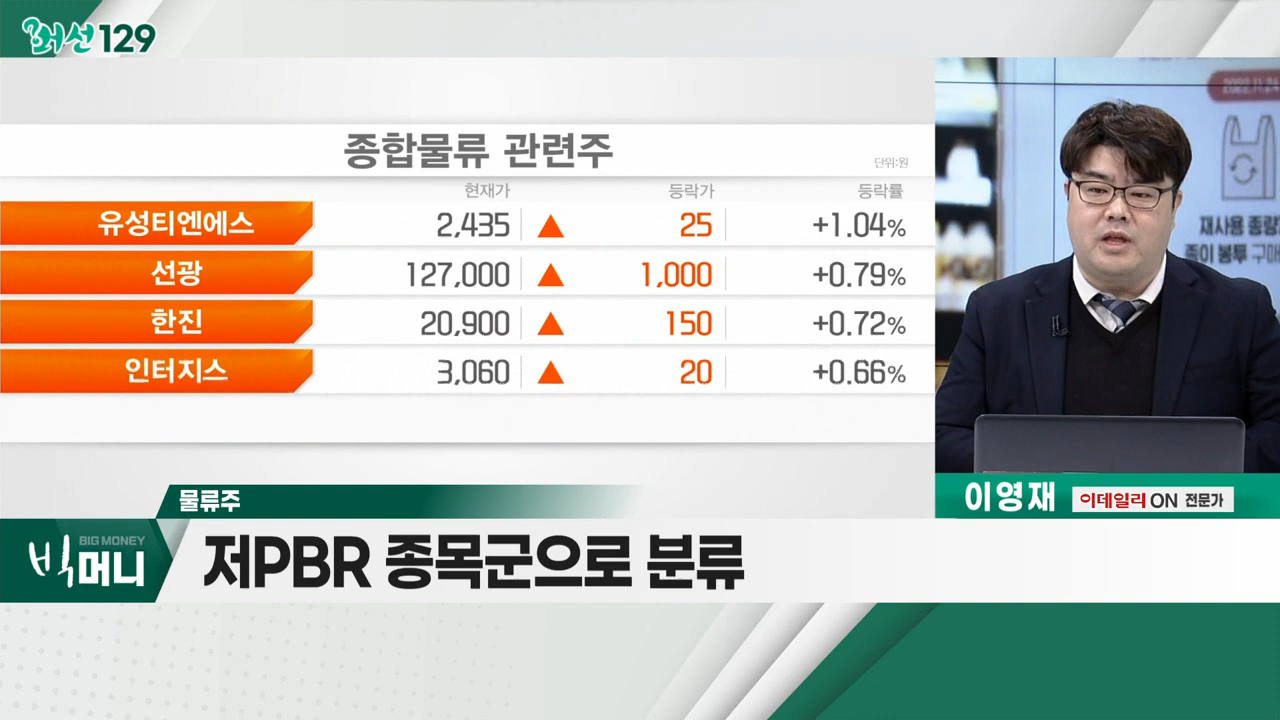 머선129
종합물류 관련주
단위:원
현재가 등락가 등락률
유성티엔에스 2,435 ▲ 25 +1.04%
선광 127,000 ▲ 1,000 +0.79%
한진 20,900 ▲ 150 +0.72%
인터지스 3,060 ▲ 20 +0.66%
2022.11.24
재사용 종량
종이 봉투 구매
이영재 이데일리ON 전문가
물류주
BIG MONEY
빅머니
저PBR 종목군으로 분류